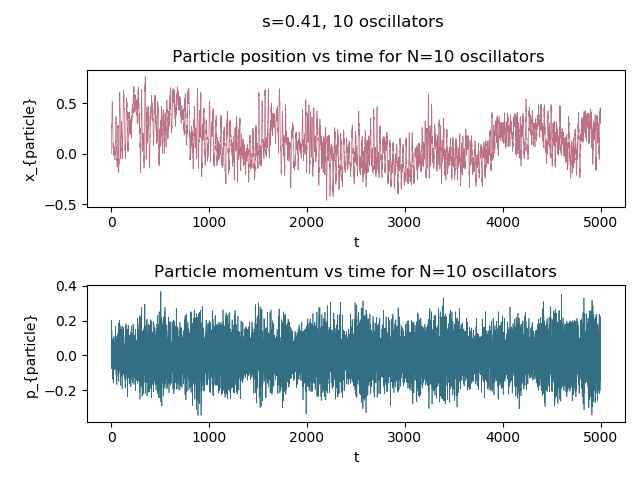 s=0.41, 10 oscillators
Particle position vs time for N=10 oscillators
x_{particle}
0.5
0.0
−0.5
0 1000 2000 3000 4000 5000
t
Particle momentum vs time for N=10 oscillators
p_{particle}
0.4
0.2
0.0
−0.2
0 1000 2000 3000 4000 5000
t